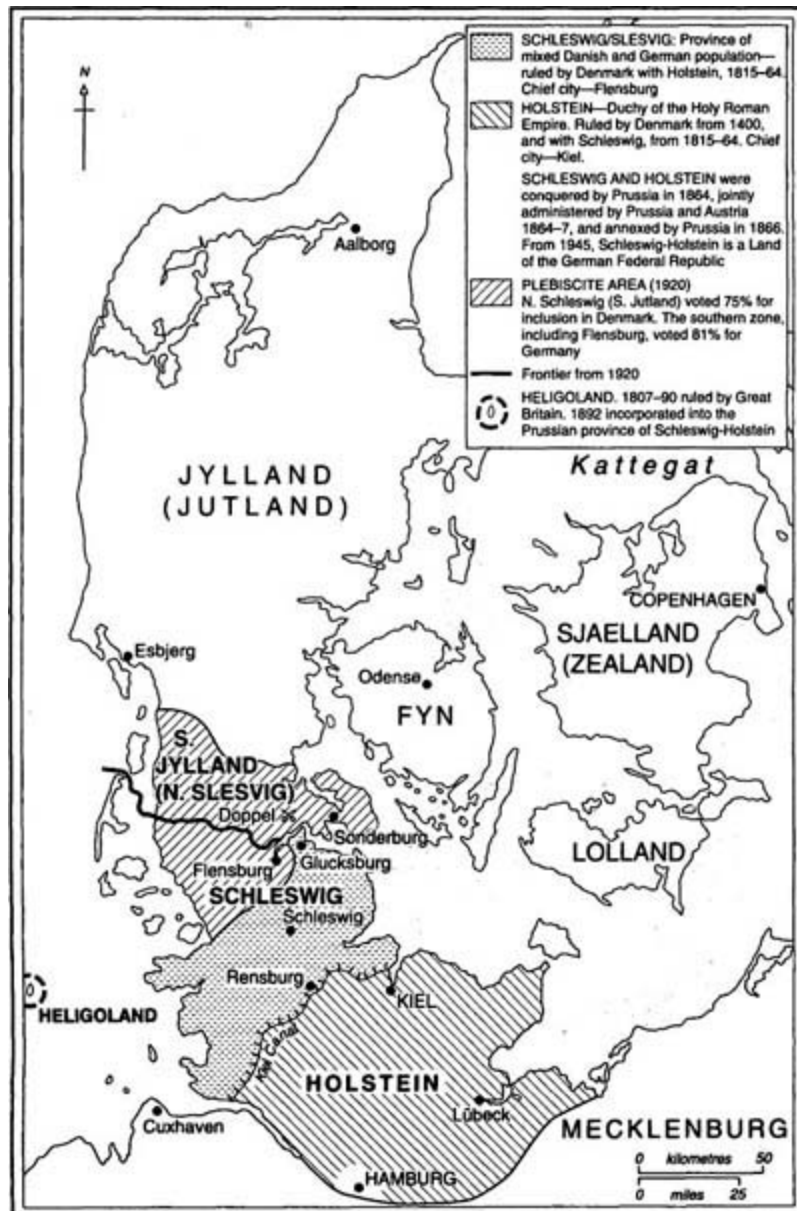 SCHLESWIG/SLESVIG: Province of
mixed Danish and German population—
ruled by Denmark with Holstein, 1815–64.
Chief city—Flensburg
HOLSTEIN—Duchy of the Holy Roman
Empire. Ruled by Denmark from 1400,
and with Schleswig, from 1815–64. Chief
city—Kiel.
SCHLESWIG AND HOLSTEIN were
conquered by Prussia in 1864, jointly
administered by Prussia and Austria
1864–7, and annexed by Prussia in 1866.
From 1945, Schleswig-Holstein is a Land
of the German Federal Republic
PLEBISCITE AREA (1920)
N. Schleswig (S. Jutland) voted 75% for
inclusion in Denmark. The southern zone,
including Flensburg, voted 81% for
Germany
Frontier from 1920
HELIGOLAND. 1807–90 ruled by Great
Britain. 1892 incorporated into the
Prussian province of Schleswig-Holstein
N
Aalborg
JYLLAND
(JUTLAND)
Kattegat
COPENHAGEN
SJAELLAND
(ZEALAND)
Esbjerg
Odense
FYN
S.
JYLLAND
(N. SLESVIG)
Doppel
Sonderburg
Glucksburg
Flensburg
LOLLAND
SCHLESWIG
Schleswig
Rensburg
KIEL
HELIGOLAND
Kiel Canal
HOLSTEIN
Lübeck
Cuxhaven
MECKLENBURG
HAMBURG
0 kilometres 50
0 miles 25